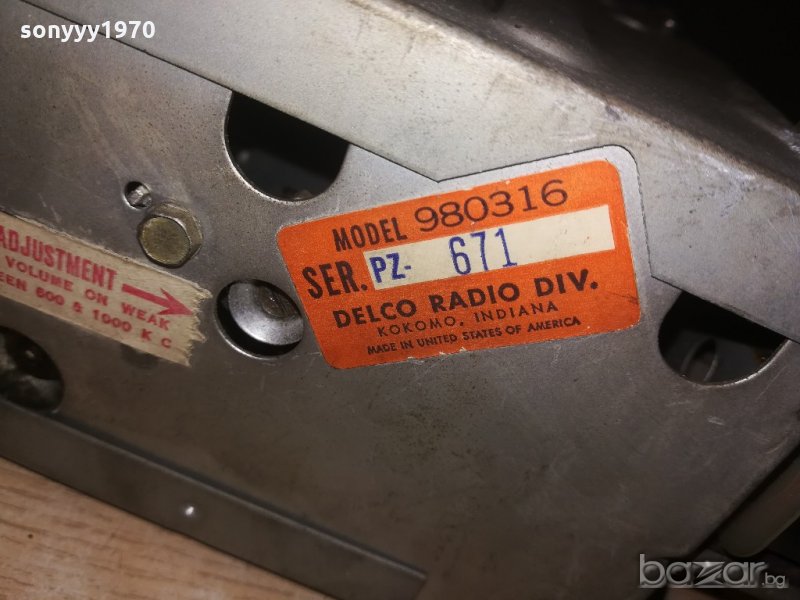 sonyyy1970
MODEL 980316
SER. PZ- 671
DELCO RADIO DIV.
KOKOMO, INDIANA
MADE IN UNITED STATES OF AMERICA
ADJUSTMENT
VOLUME ON WEAK
600 & 1000 K C
bazar.bg